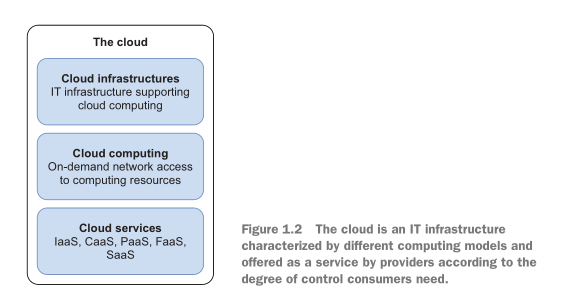 The cloud
Cloud infrastructures
IT infrastructure supporting
cloud computing
Cloud computing
On-demand network access
to computing resources
Cloud services
IaaS, CaaS, PaaS, FaaS,
SaaS
Figure 1.2 The cloud is an IT infrastructure
characterized by different computing models and
offered as a service by providers according to the
degree of control consumers need.